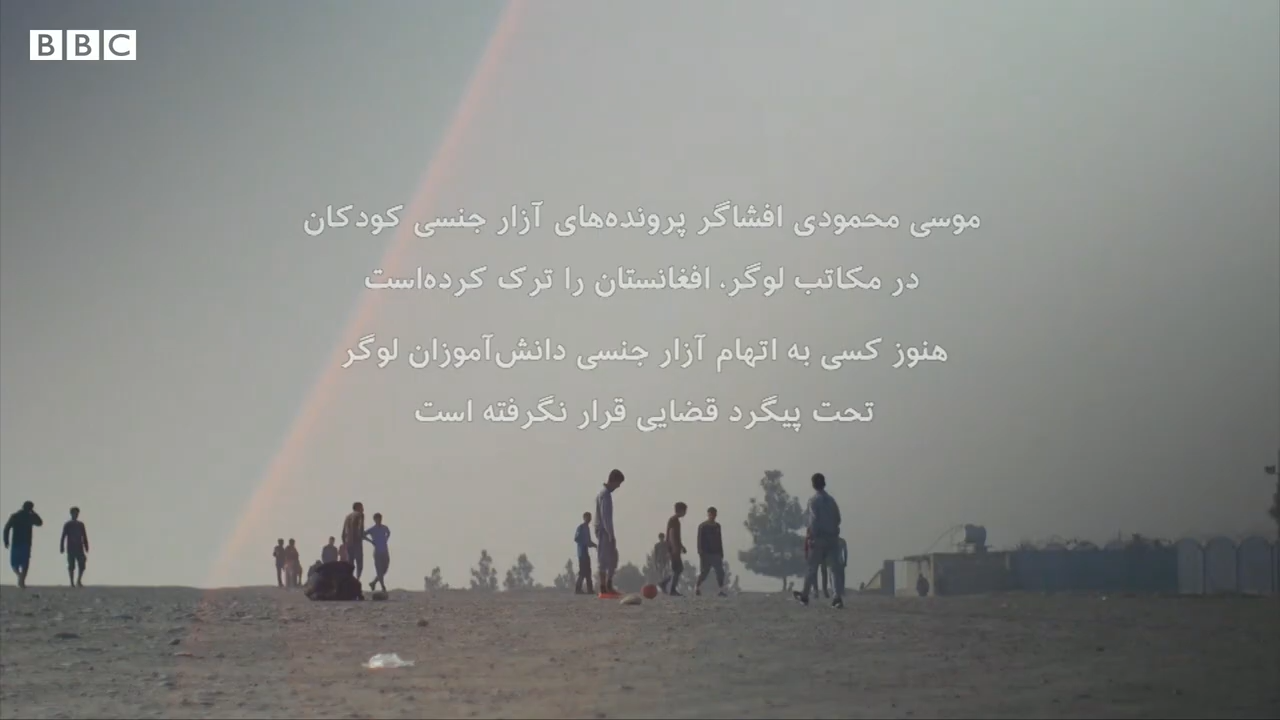 BBC
موسی محمودی افشاگر پرونده‌های آزار جنسی کودکان
در مکاتب لوگر، افغانستان را ترک کرده‌است
هنوز کسی به اتهام آزار جنسی دانش‌آموزان لوگر
تحت پیگرد قضایی قرار نگرفته است